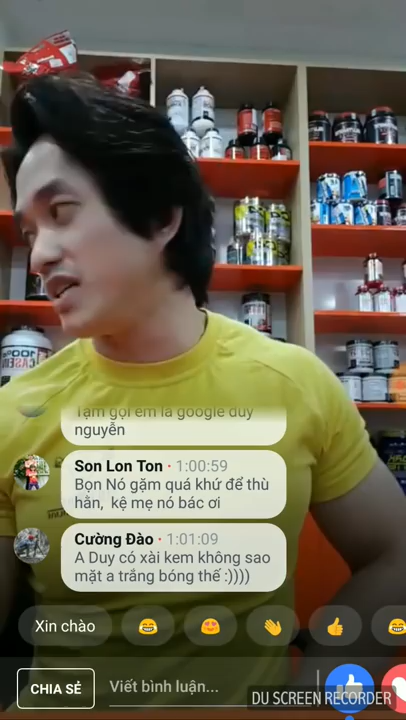 100%
CASEIN
Tạm gọi em là google duy
nguyễn
Son Lon Ton • 1:00:59
Bọn Nó gặm quá khứ để thù
hằn, kệ mẹ nó bác ơi
Cường Đào • 1:01:09
A Duy có xài kem không sao
mặt a trắng bóng thế :))))
Xin chào
CHIA SẺ
Viết bình luận...
DU SCREEN RECORDER